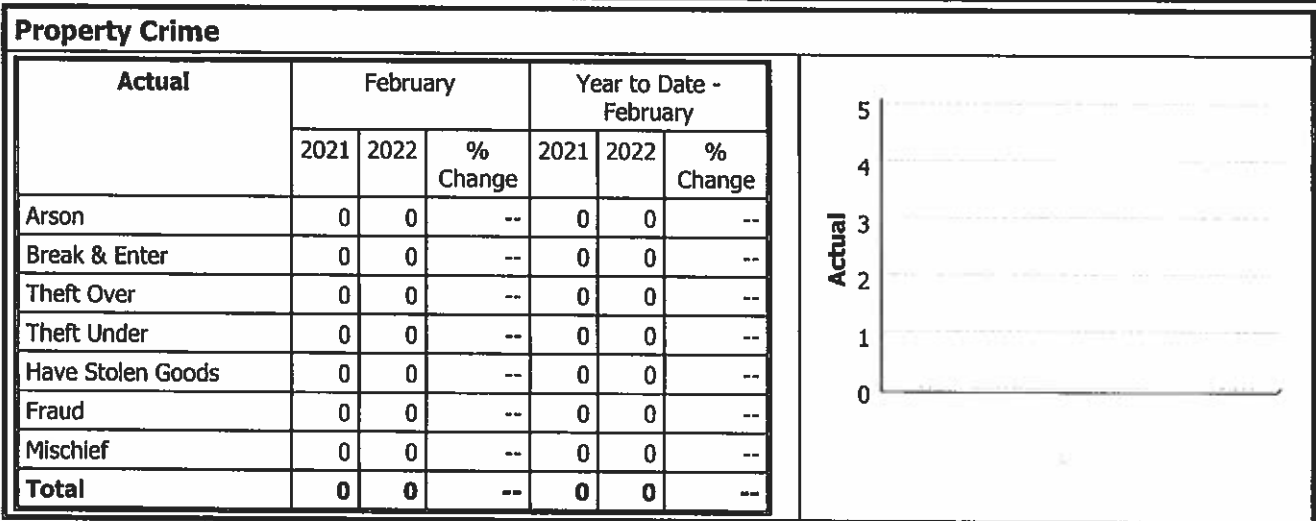 Property Crime
Actual February Year to Date -
February
2021 2022 % 2021 2022 %
Change Change
Arson 0 0 -- 0 0 --
Break & Enter 0 0 -- 0 0 --
Theft Over 0 0 -- 0 0 --
Theft Under 0 0 -- 0 0 --
Have Stolen Goods 0 0 -- 0 0 --
Fraud 0 0 -- 0 0 --
Mischief 0 0 -- 0 0 --
Total 0 0 -- 0 0 --
5
4
3
2
1
0
Actual